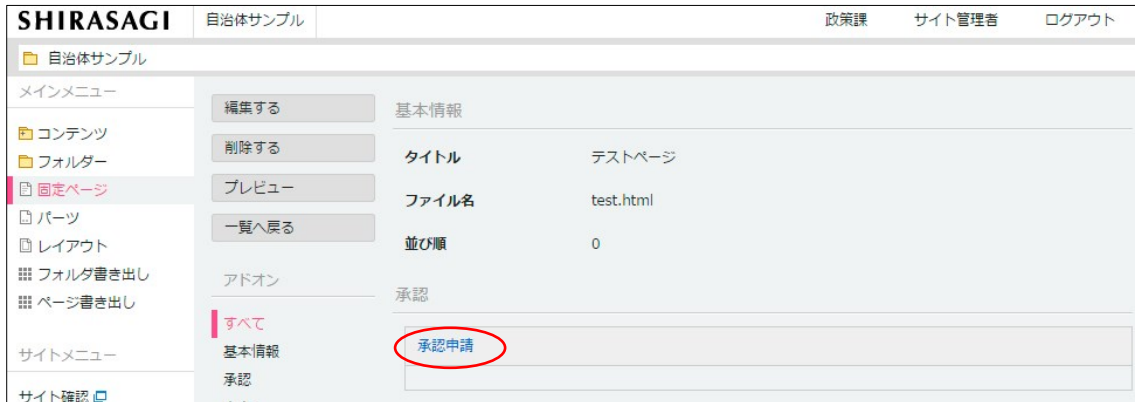 SHIRASAGI 自治体サンプル 政策課 サイト管理者 ログアウト
自治体サンプル
メインメニュー
コンテンツ
フォルダー
固定ページ
パーツ
レイアウト
フォルダ書き出し
ページ書き出し
サイトメニュー
サイト確認
編集する
削除する
プレビュー
一覧へ戻る
アドオン
すべて
基本情報
承認
基本情報
タイトル テストページ
ファイル名 test.html
並び順 0
承認
承認申請